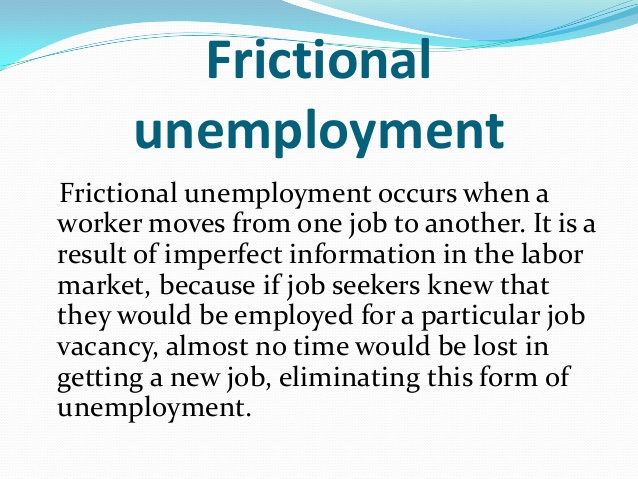 Frictional
unemployment
Frictional unemployment occurs when a
worker moves from one job to another. It is a
result of imperfect information in the labor
market, because if job seekers knew that
they would be employed for a particular job
vacancy, almost no time would be lost in
getting a new job, eliminating this form of
unemployment.